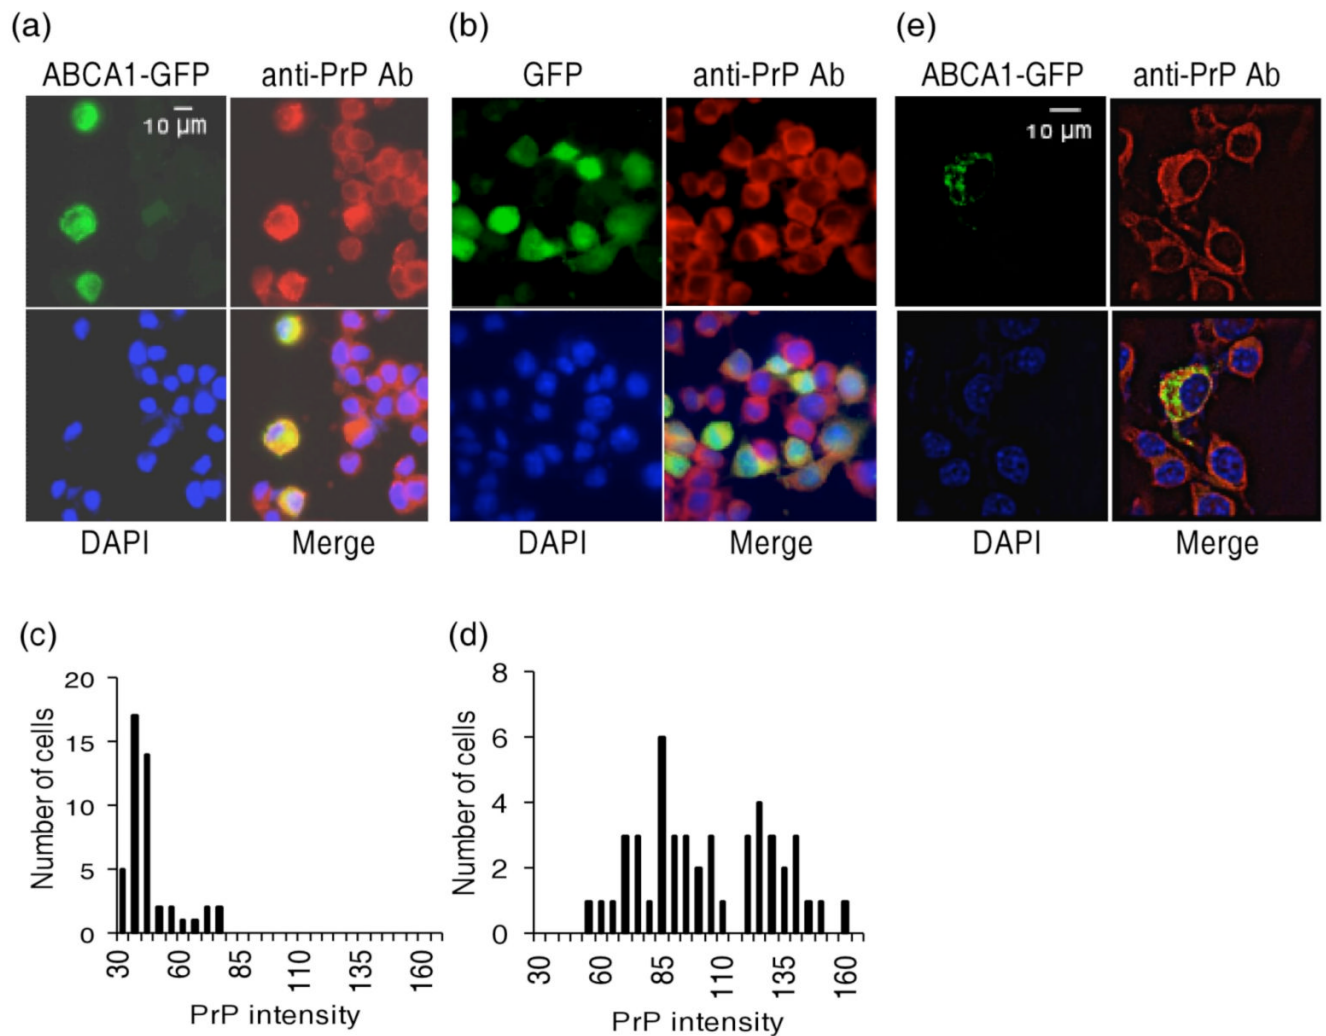 (a)
(b)
(e)
ABCA1-GFP
anti-PrP Ab
GFP
anti-PrP Ab
ABCA1-GFP
anti-PrP Ab
10 µm
10 µm
DAPI
Merge
DAPI
Merge
DAPI
Merge
(c)
(d)
20
15
10
5
0
Number of cells
30 60 85 110 135 160
PrP intensity
8
6
4
2
0
Number of cells
30 60 85 110 135 160
PrP intensity